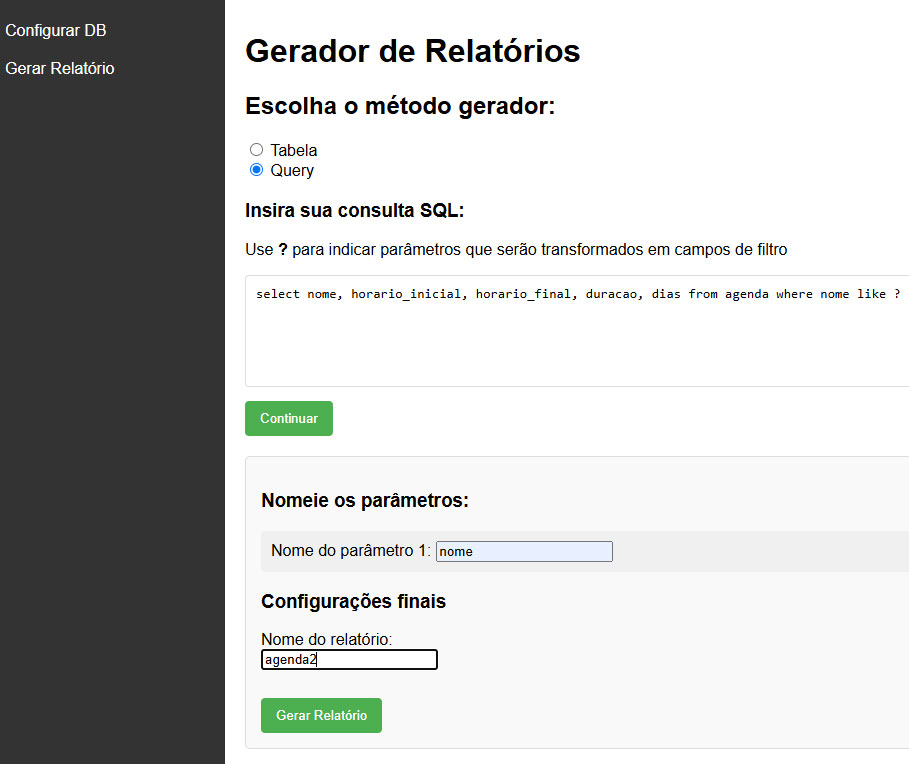 Configurar DB
Gerar Relatório
Gerador de Relatórios
Escolha o método gerador:
Tabela
Query
Insira sua consulta SQL:
Use ? para indicar parâmetros que serão transformados em campos de filtro
select nome, horario_inicial, horario_final, duracao, dias from agenda where nome like ?
Continuar
Nomeie os parâmetros:
Nome do parâmetro 1: nome
Configurações finais
Nome do relatório:
agenda2
Gerar Relatório